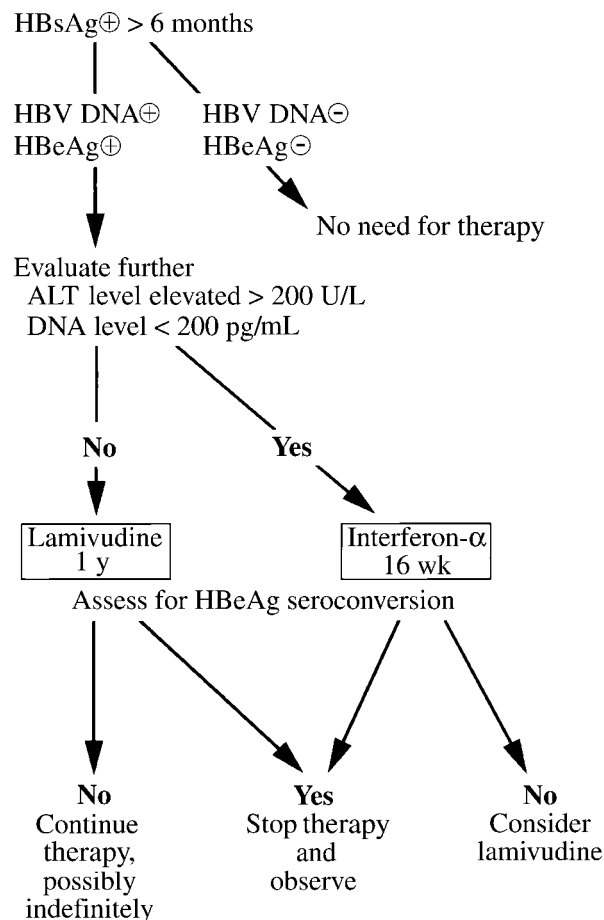 HBsAg⊕ > 6 months
HBV DNA⊕
HBeAg⊕
HBV DNA⊖
HBeAg⊖
No need for therapy
Evaluate further
ALT level elevated > 200 U/L
DNA level < 200 pg/mL
No
Yes
Lamivudine
1 y
Interferon-α
16 wk
Assess for HBeAg seroconversion
No
Continue
therapy,
possibly
indefinitely
Yes
Stop therapy
and
observe
No
Consider
lamivudine